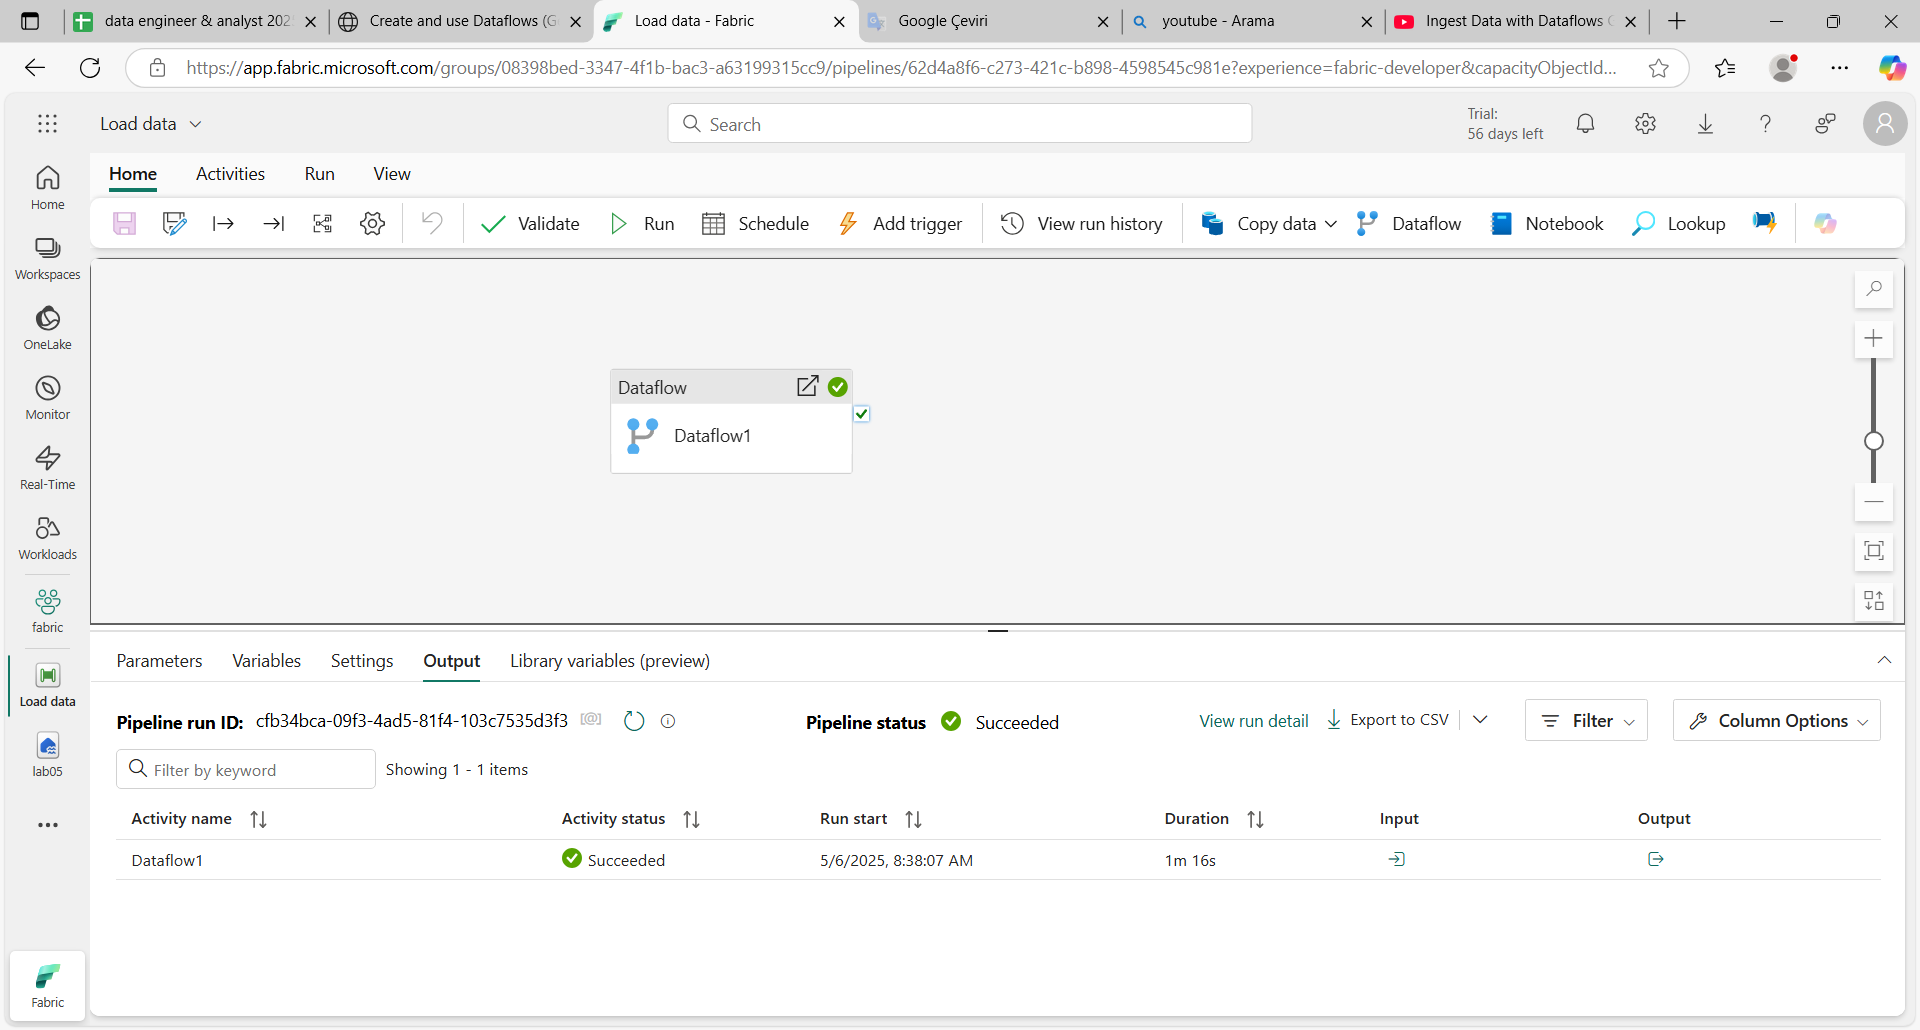 data engineer & analyst 202
Create and use Dataflows (G
Load data - Fabric
Google Çeviri
youtube - Arama
Ingest Data with Dataflows
https://app.fabric.microsoft.com/groups/08398bed-3347-4f1b-bac3-a63199315cc9/pipelines/62d4a8f6-c273-421c-b898-4598545c981e?experience=fabric-developer&capacityObjectId...
Load data
Search
Trial:
56 days left
Home
Activities
Run
View
Validate
Run
Schedule
Add trigger
View run history
Copy data
Dataflow
Notebook
Lookup
Home
Workspaces
OneLake
Monitor
Real-Time
Workloads
fabric
Load data
lab05
Fabric
Dataflow
Dataflow1
Parameters
Variables
Settings
Output
Library variables (preview)
Pipeline run ID: cfb34bca-09f3-4ad5-81f4-103c7535d3f3
Pipeline status Succeeded
View run detail
Export to CSV
Filter
Column Options
Filter by keyword
Showing 1 - 1 items
Activity name Activity status Run start Duration Input Output
Dataflow1 Succeeded 5/6/2025, 8:38:07 AM 1m 16s